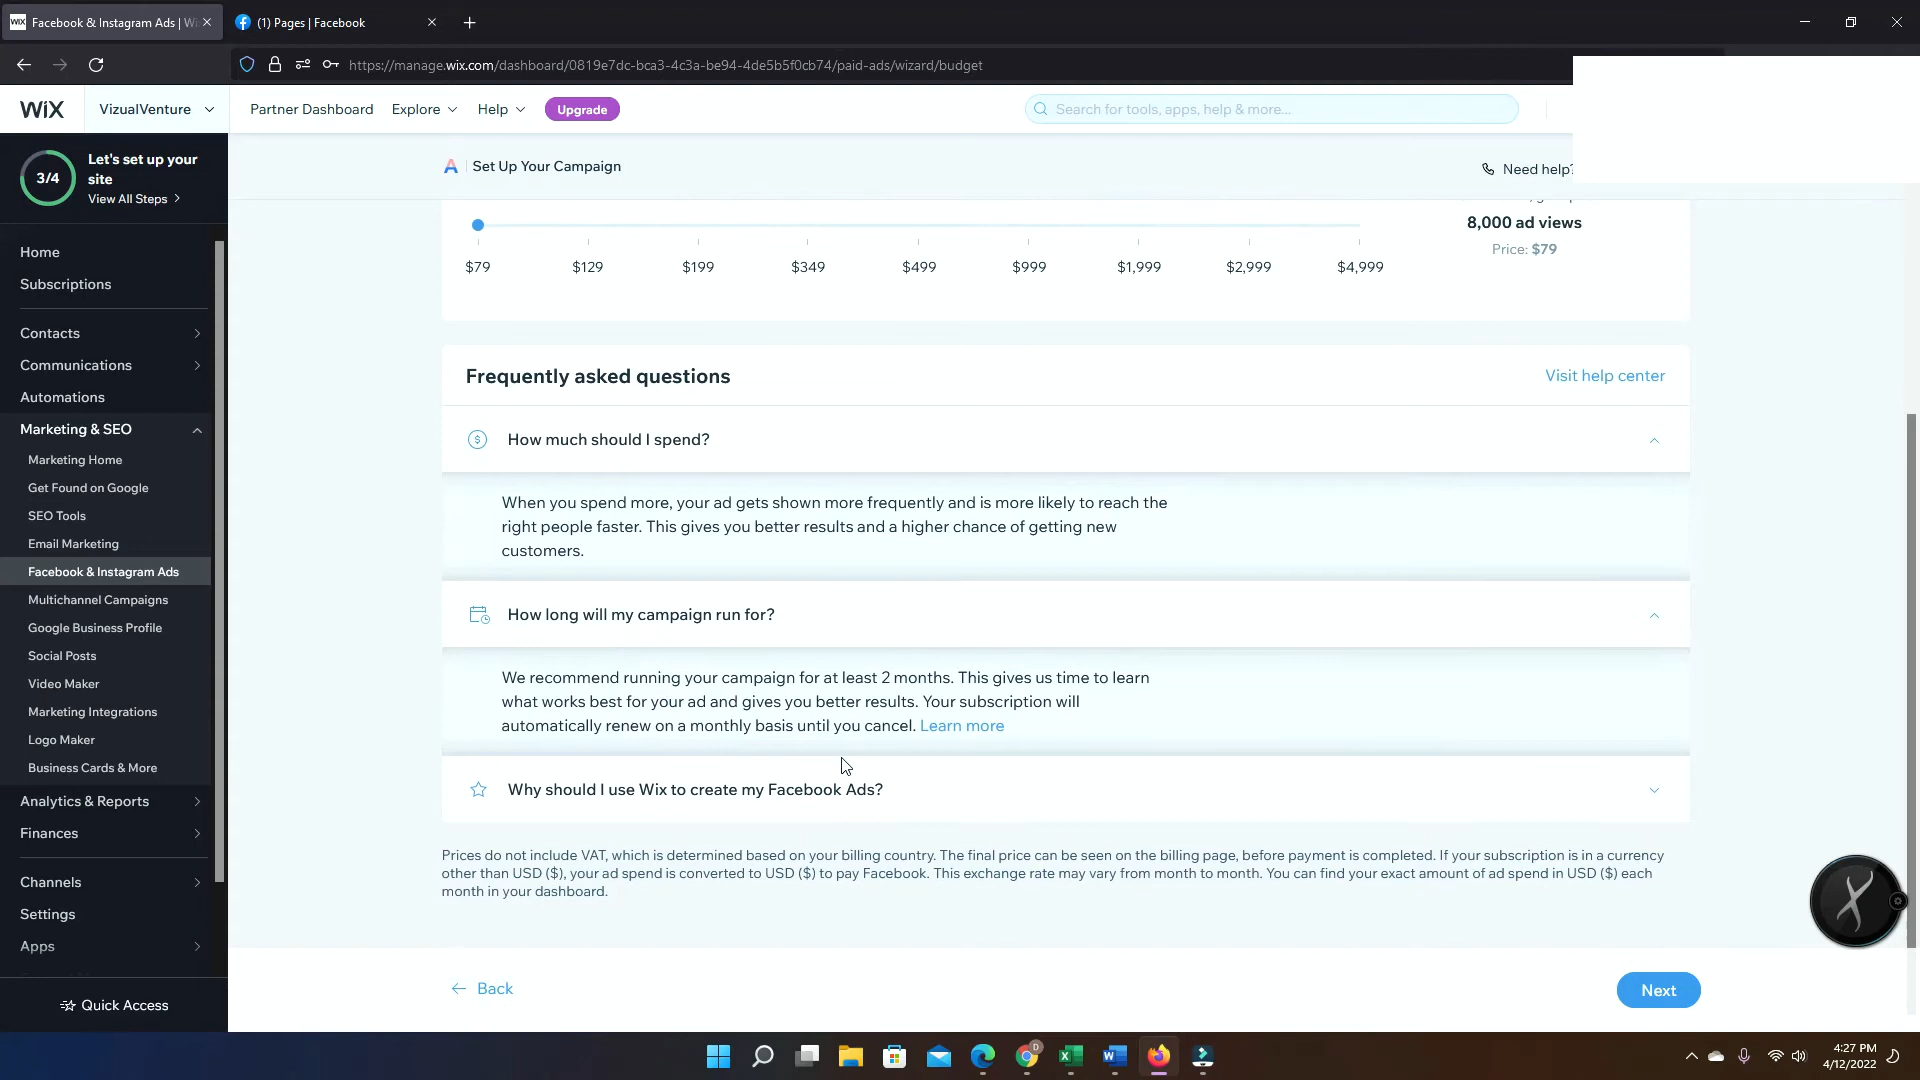 Facebook & Instagram Ads | Wi
(1) Pages | Facebook
https://manage.wix.com/dashboard/0819e7dc-bca3-4c3a-be94-4de5b5f0cb74/paid-ads/wizard/budget
WiX
VizualVenture
Partner Dashboard
Explore
Help
Upgrade
Search for tools, apps, help & more...
3/4
Let's set up your
site
View All Steps
Home
Subscriptions
Contacts
Communications
Automations
Marketing & SEO
Marketing Home
Get Found on Google
SEO Tools
Email Marketing
Facebook & Instagram Ads
Multichannel Campaigns
Google Business Profile
Social Posts
Video Maker
Marketing Integrations
Logo Maker
Business Cards & More
Analytics & Reports
Finances
Channels
Settings
Apps
Quick Access
Set Up Your Campaign
Need help?
8,000 ad views
Price: $79
$79 $129 $199 $349 $499 $999 $1,999 $2,999 $4,999
Frequently asked questions
Visit help center
How much should I spend?
When you spend more, your ad gets shown more frequently and is more likely to reach the
right people faster. This gives you better results and a higher chance of getting new
customers.
How long will my campaign run for?
We recommend running your campaign for at least 2 months. This gives us time to learn
what works best for your ad and gives you better results. Your subscription will
automatically renew on a monthly basis until you cancel. Learn more
Why should I use Wix to create my Facebook Ads?
Prices do not include VAT, which is determined based on your billing country. The final price can be seen on the billing page, before payment is completed. If your subscription is in a currency
other than USD ($), your ad spend is converted to USD ($) to pay Facebook. This exchange rate may vary from month to month. You can find your exact amount of ad spend in USD ($) each
month in your dashboard.
Back
Next
4:27 PM
4/12/2022